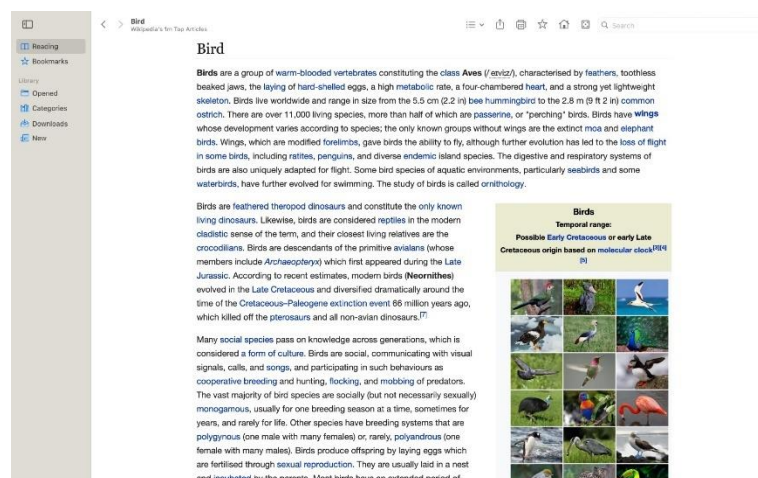 Bird
Wikipedia's 1m Top Articles
Search
Reading
Bookmarks
Library
Opened
Categories
Downloads
New
Bird
Birds are a group of warm-blooded vertebrates constituting the class Aves (/ˈeɪviːz/), characterised by feathers, toothless
beaked jaws, the laying of hard-shelled eggs, a high metabolic rate, a four-chambered heart, and a strong yet lightweight
skeleton. Birds live worldwide and range in size from the 5.5 cm (2.2 in) bee hummingbird to the 2.8 m (9 ft 2 in) common
ostrich. There are over 11,000 living species, more than half of which are passerine, or "perching" birds. Birds have wings
whose development varies according to species; the only known groups without wings are the extinct moa and elephant
birds. Wings, which are modified forelimbs, gave birds the ability to fly, although further evolution has led to the loss of flight
in some birds, including ratites, penguins, and diverse endemic island species. The digestive and respiratory systems of
birds are also uniquely adapted for flight. Some bird species of aquatic environments, particularly seabirds and some
waterbirds, have further evolved for swimming. The study of birds is called ornithology.
Birds are feathered theropod dinosaurs and constitute the only known
living dinosaurs. Likewise, birds are considered reptiles in the modern
cladistic sense of the term, and their closest living relatives are the
crocodilians. Birds are descendants of the primitive avialans (whose
members include Archaeopteryx) which first appeared during the Late
Jurassic. According to recent estimates, modern birds (Neornithes)
evolved in the Late Cretaceous and diversified dramatically around the
time of the Cretaceous–Paleogene extinction event 66 million years ago,
which killed off the pterosaurs and all non-avian dinosaurs.[7]
Many social species pass on knowledge across generations, which is
considered a form of culture. Birds are social, communicating with visual
signals, calls, and songs, and participating in such behaviours as
cooperative breeding and hunting, flocking, and mobbing of predators.
The vast majority of bird species are socially (but not necessarily sexually)
monogamous, usually for one breeding season at a time, sometimes for
years, and rarely for life. Other species have breeding systems that are
polygynous (one male with many females) or, rarely, polyandrous (one
female with many males). Birds produce offspring by laying eggs which
are fertilised through sexual reproduction. They are usually laid in a nest
and incubated by the parents. Most birds have an extended period of
Birds
Temporal range:
Possible Early Cretaceous or early Late
Cretaceous origin based on molecular clock[3][4]
[5]